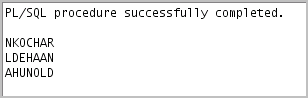 PL/SQL procedure successfully completed.
NKOCHAR
LDEHAAN
AHUNOLD